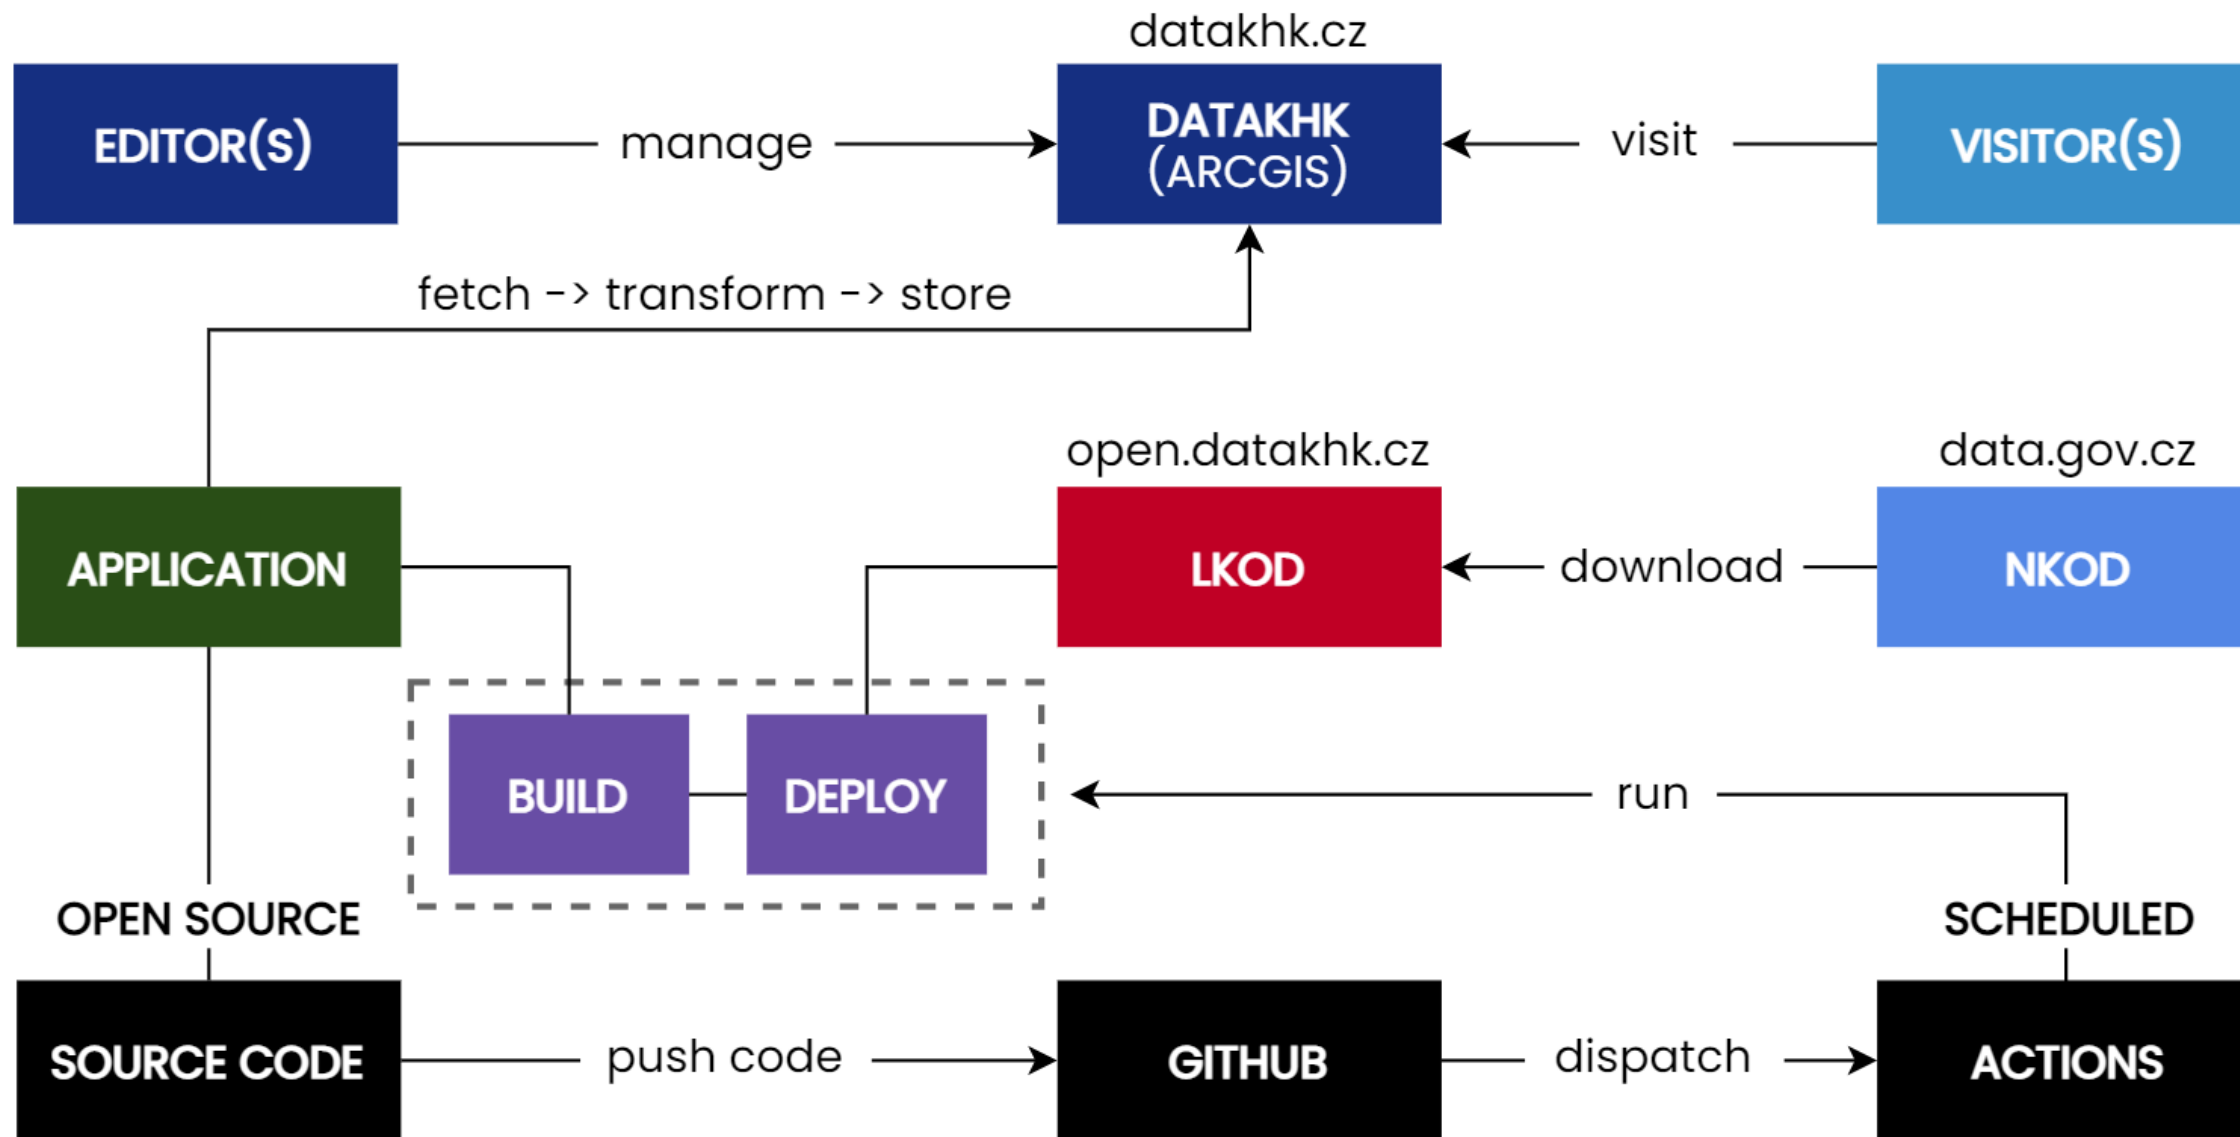 datakhk.cz
EDITOR(S)
manage
DATAKHK
(ARCGIS)
visit
VISITOR(S)
fetch -> transform -> store
open.datakhk.cz
data.gov.cz
APPLICATION
LKOD
download
NKOD
BUILD
DEPLOY
run
OPEN SOURCE
SCHEDULED
SOURCE CODE
push code
GITHUB
dispatch
ACTIONS